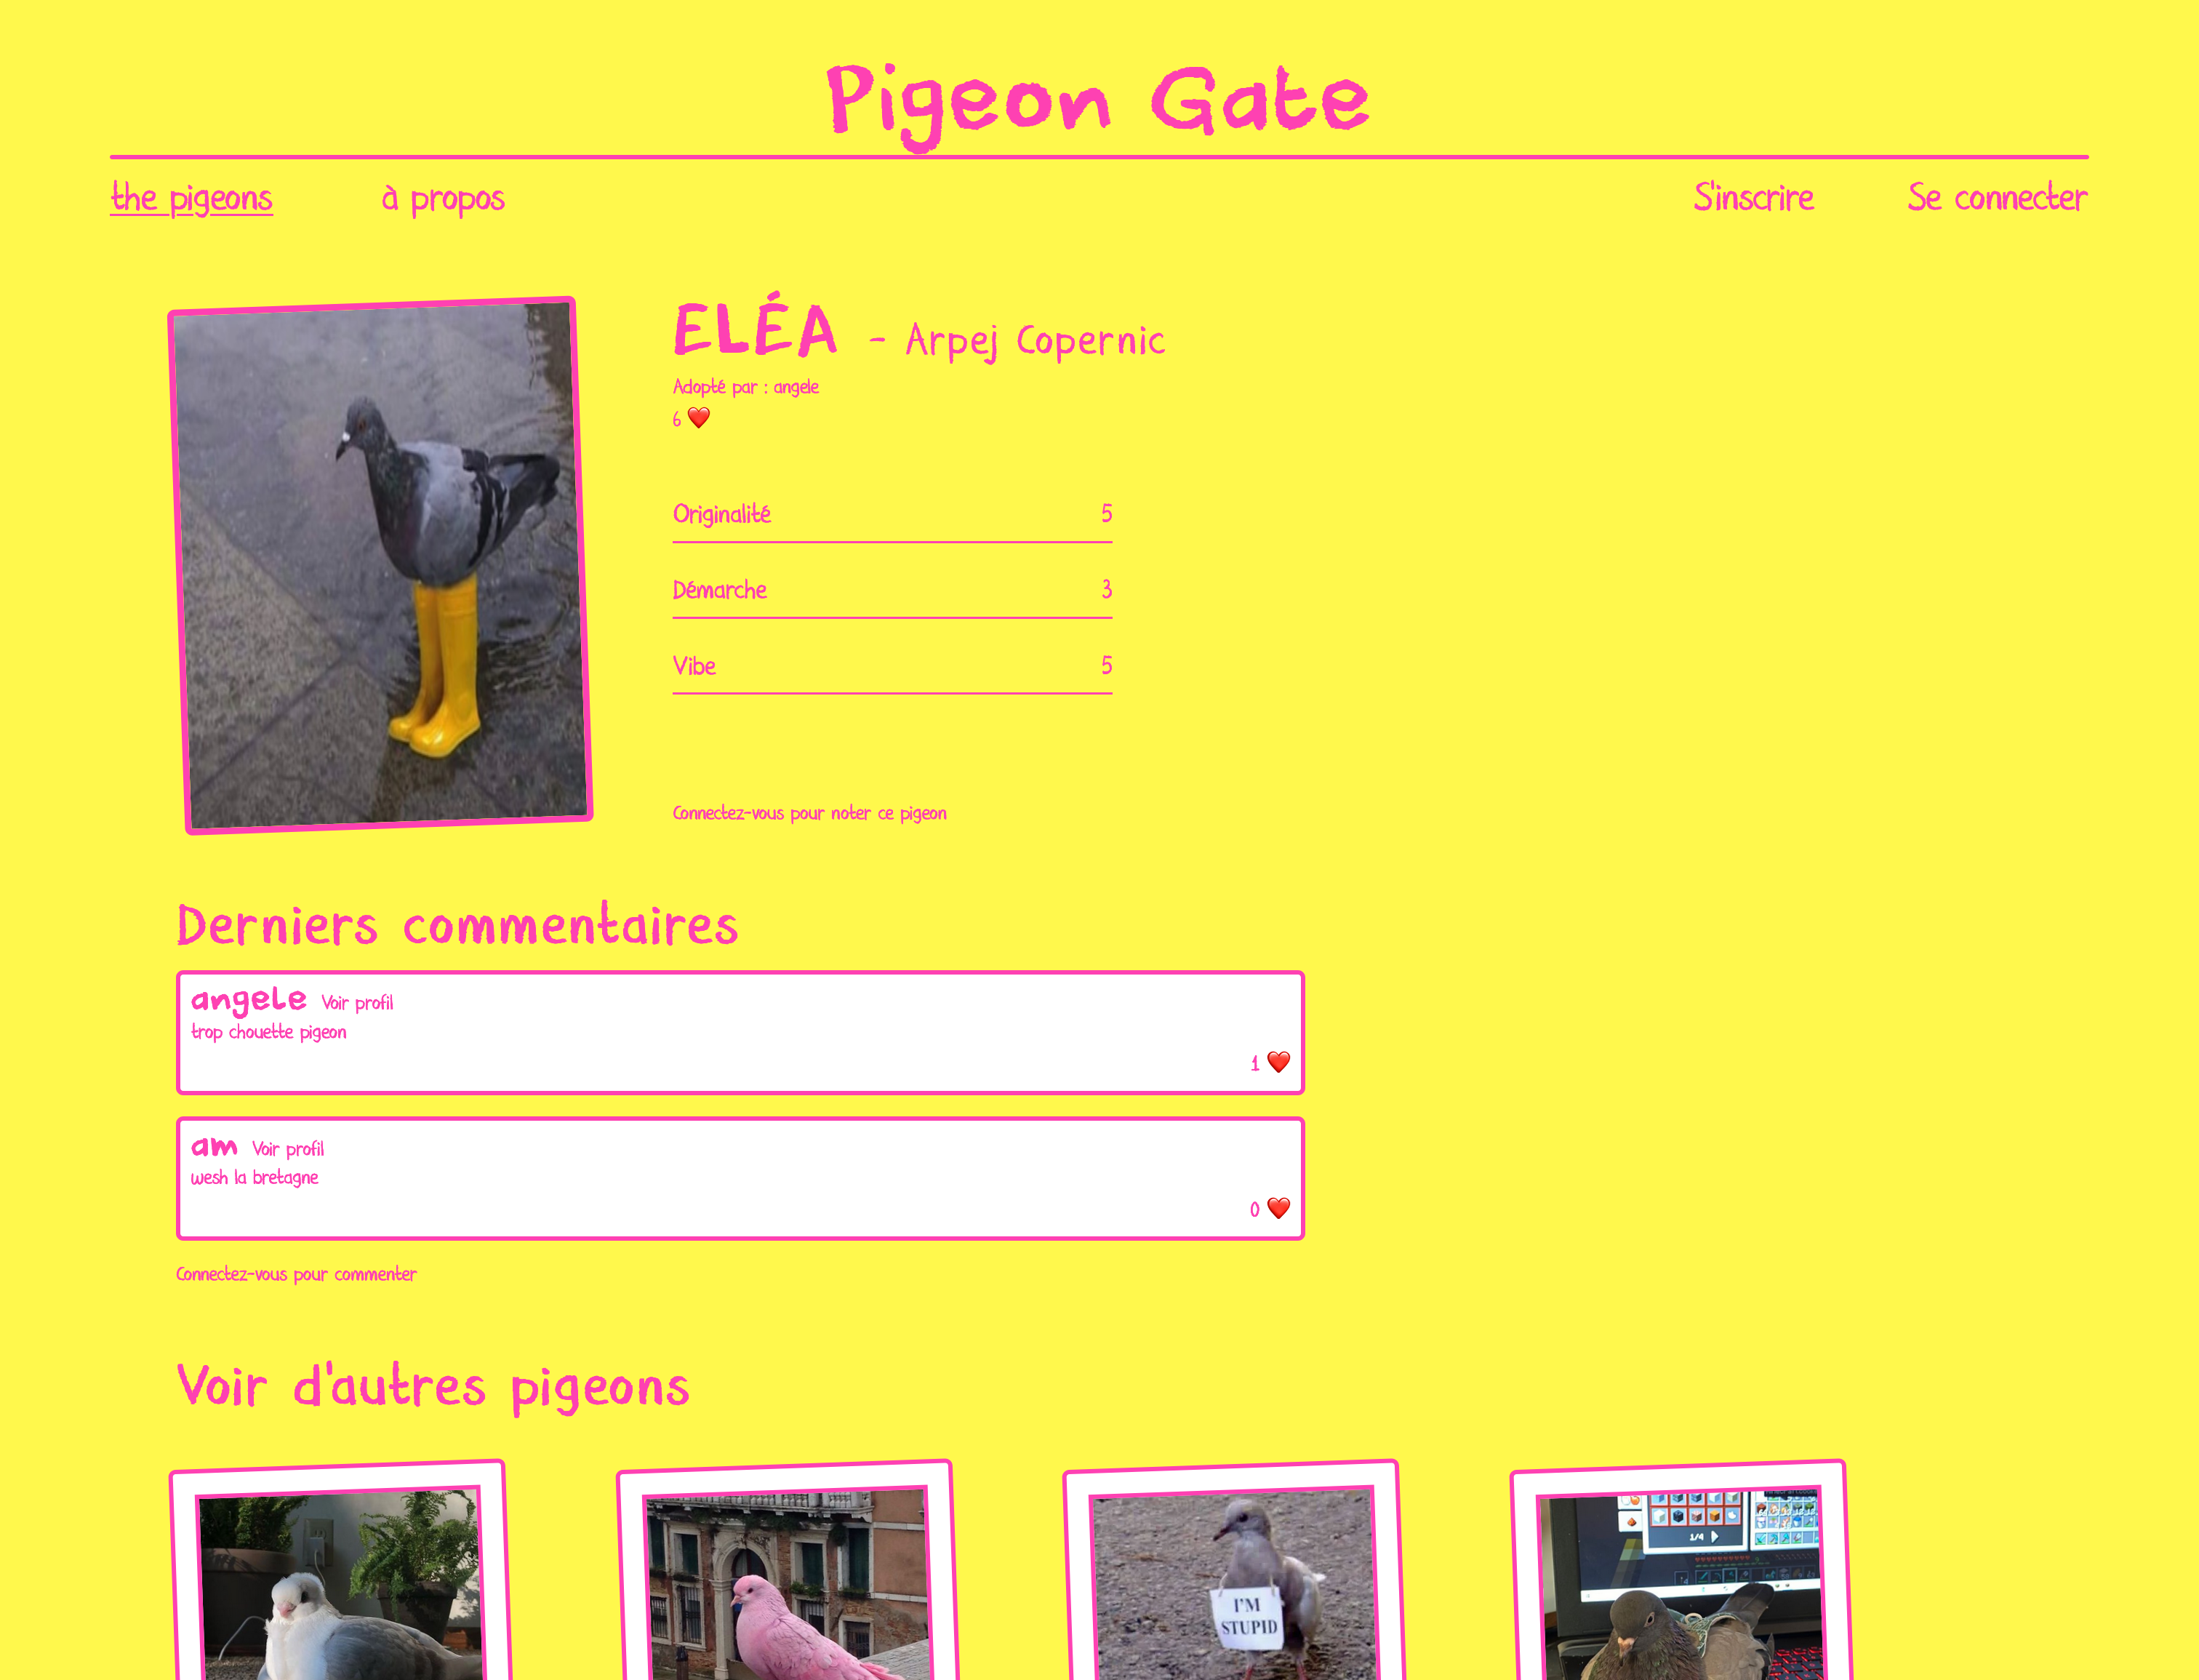 Pigeon Gate
the pigeons à propos S'inscrire Se connecter
ELÉA - Arpej Copernic
Adopté par : angele
6 ❤️
Originalité 5
Démarche 3
Vibe 5
Connectez-vous pour noter ce pigeon
Derniers commentaires
angele Voir profil
trop chouette pigeon
1 ❤️
am Voir profil
wesh la bretagne
0 ❤️
Connectez-vous pour commenter
Voir d'autres pigeons
I'M
STUPID
1/4